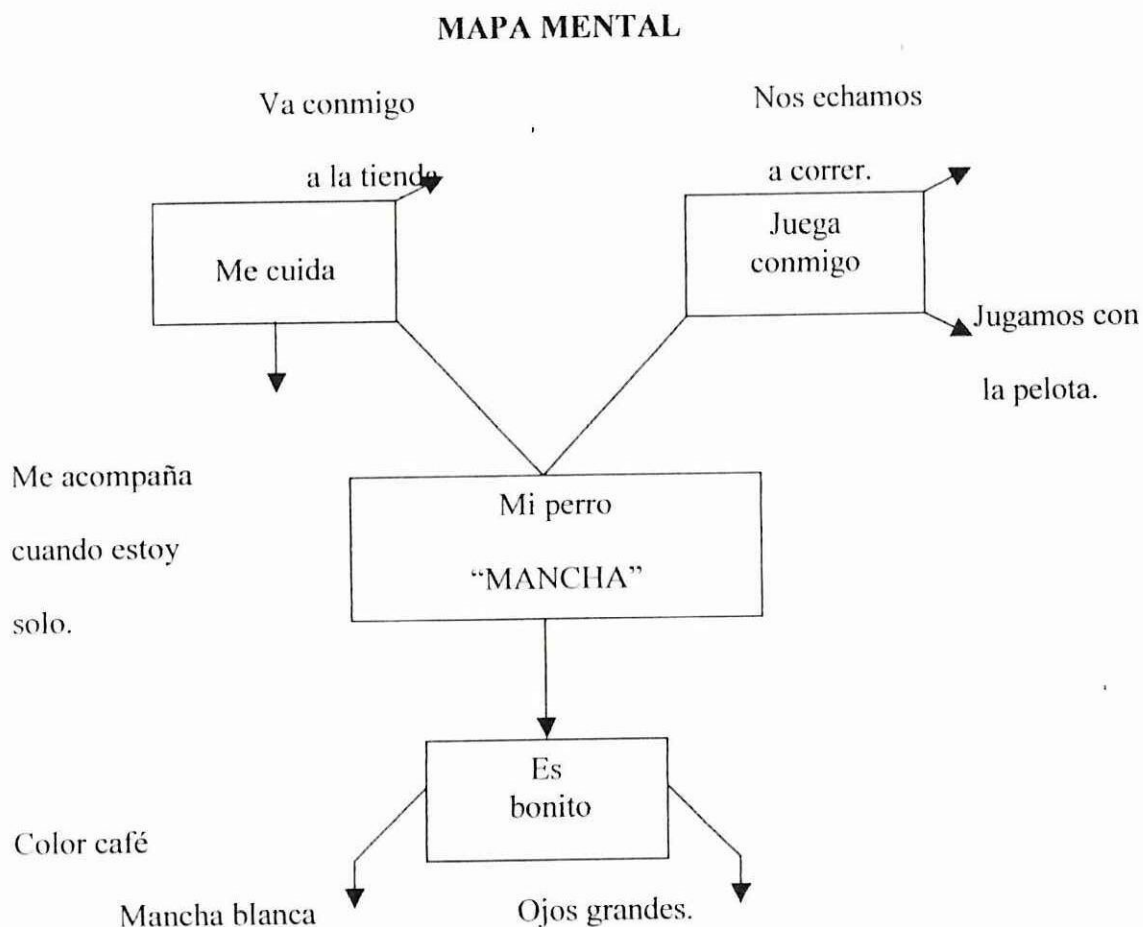 MAPA MENTAL
Va conmigo
a la tienda
Nos echamos
a correr.
Me cuida
Juega
conmigo
Jugamos con
la pelota.
Me acompaña
cuando estoy
solo.
Mi perro
“MANCHA”
Es
bonito
Color café
Mancha blanca
Ojos grandes.